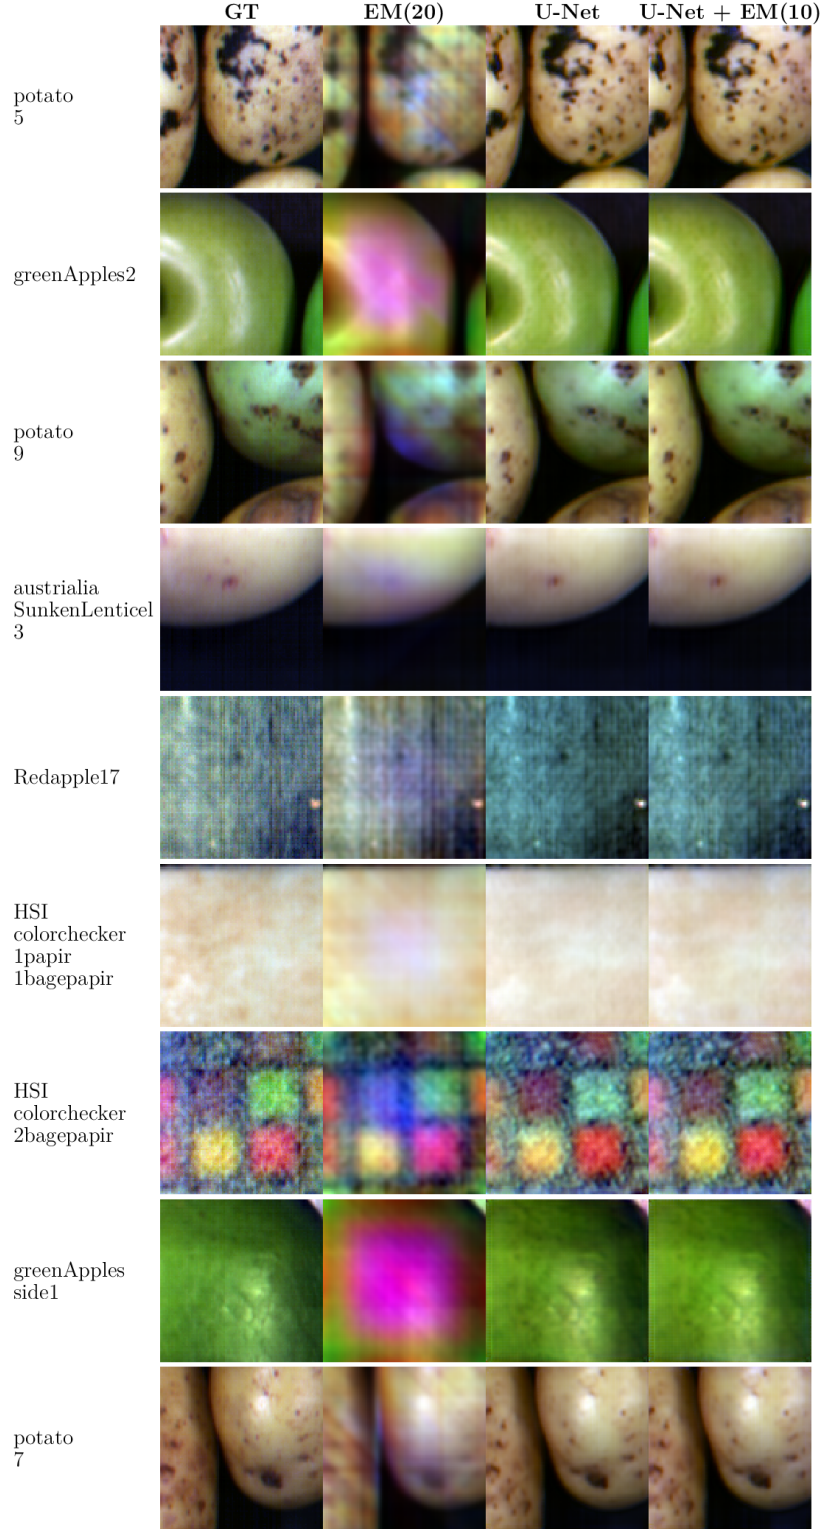 GT EM(20) U-Net U-Net + EM(10)
potato
5
greenApples2
potato
9
austrialia
SunkenLenticel
3
Redapple17
HSI
colorchecker
1papir
1bagepapir
HSI
colorchecker
2bagepapir
greenApples
side1
potato
7